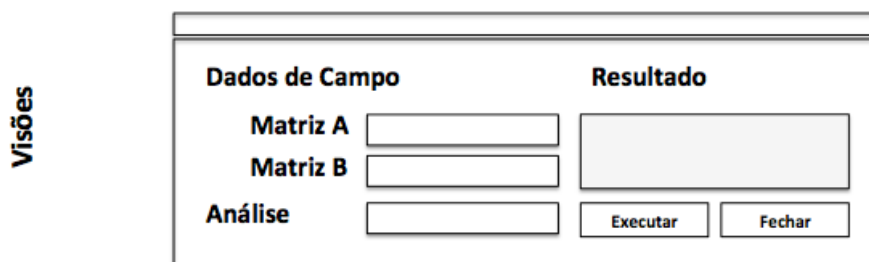 Visões
Dados de Campo
Resultado
Matriz A
Matriz B
Análise
Executar
Fechar